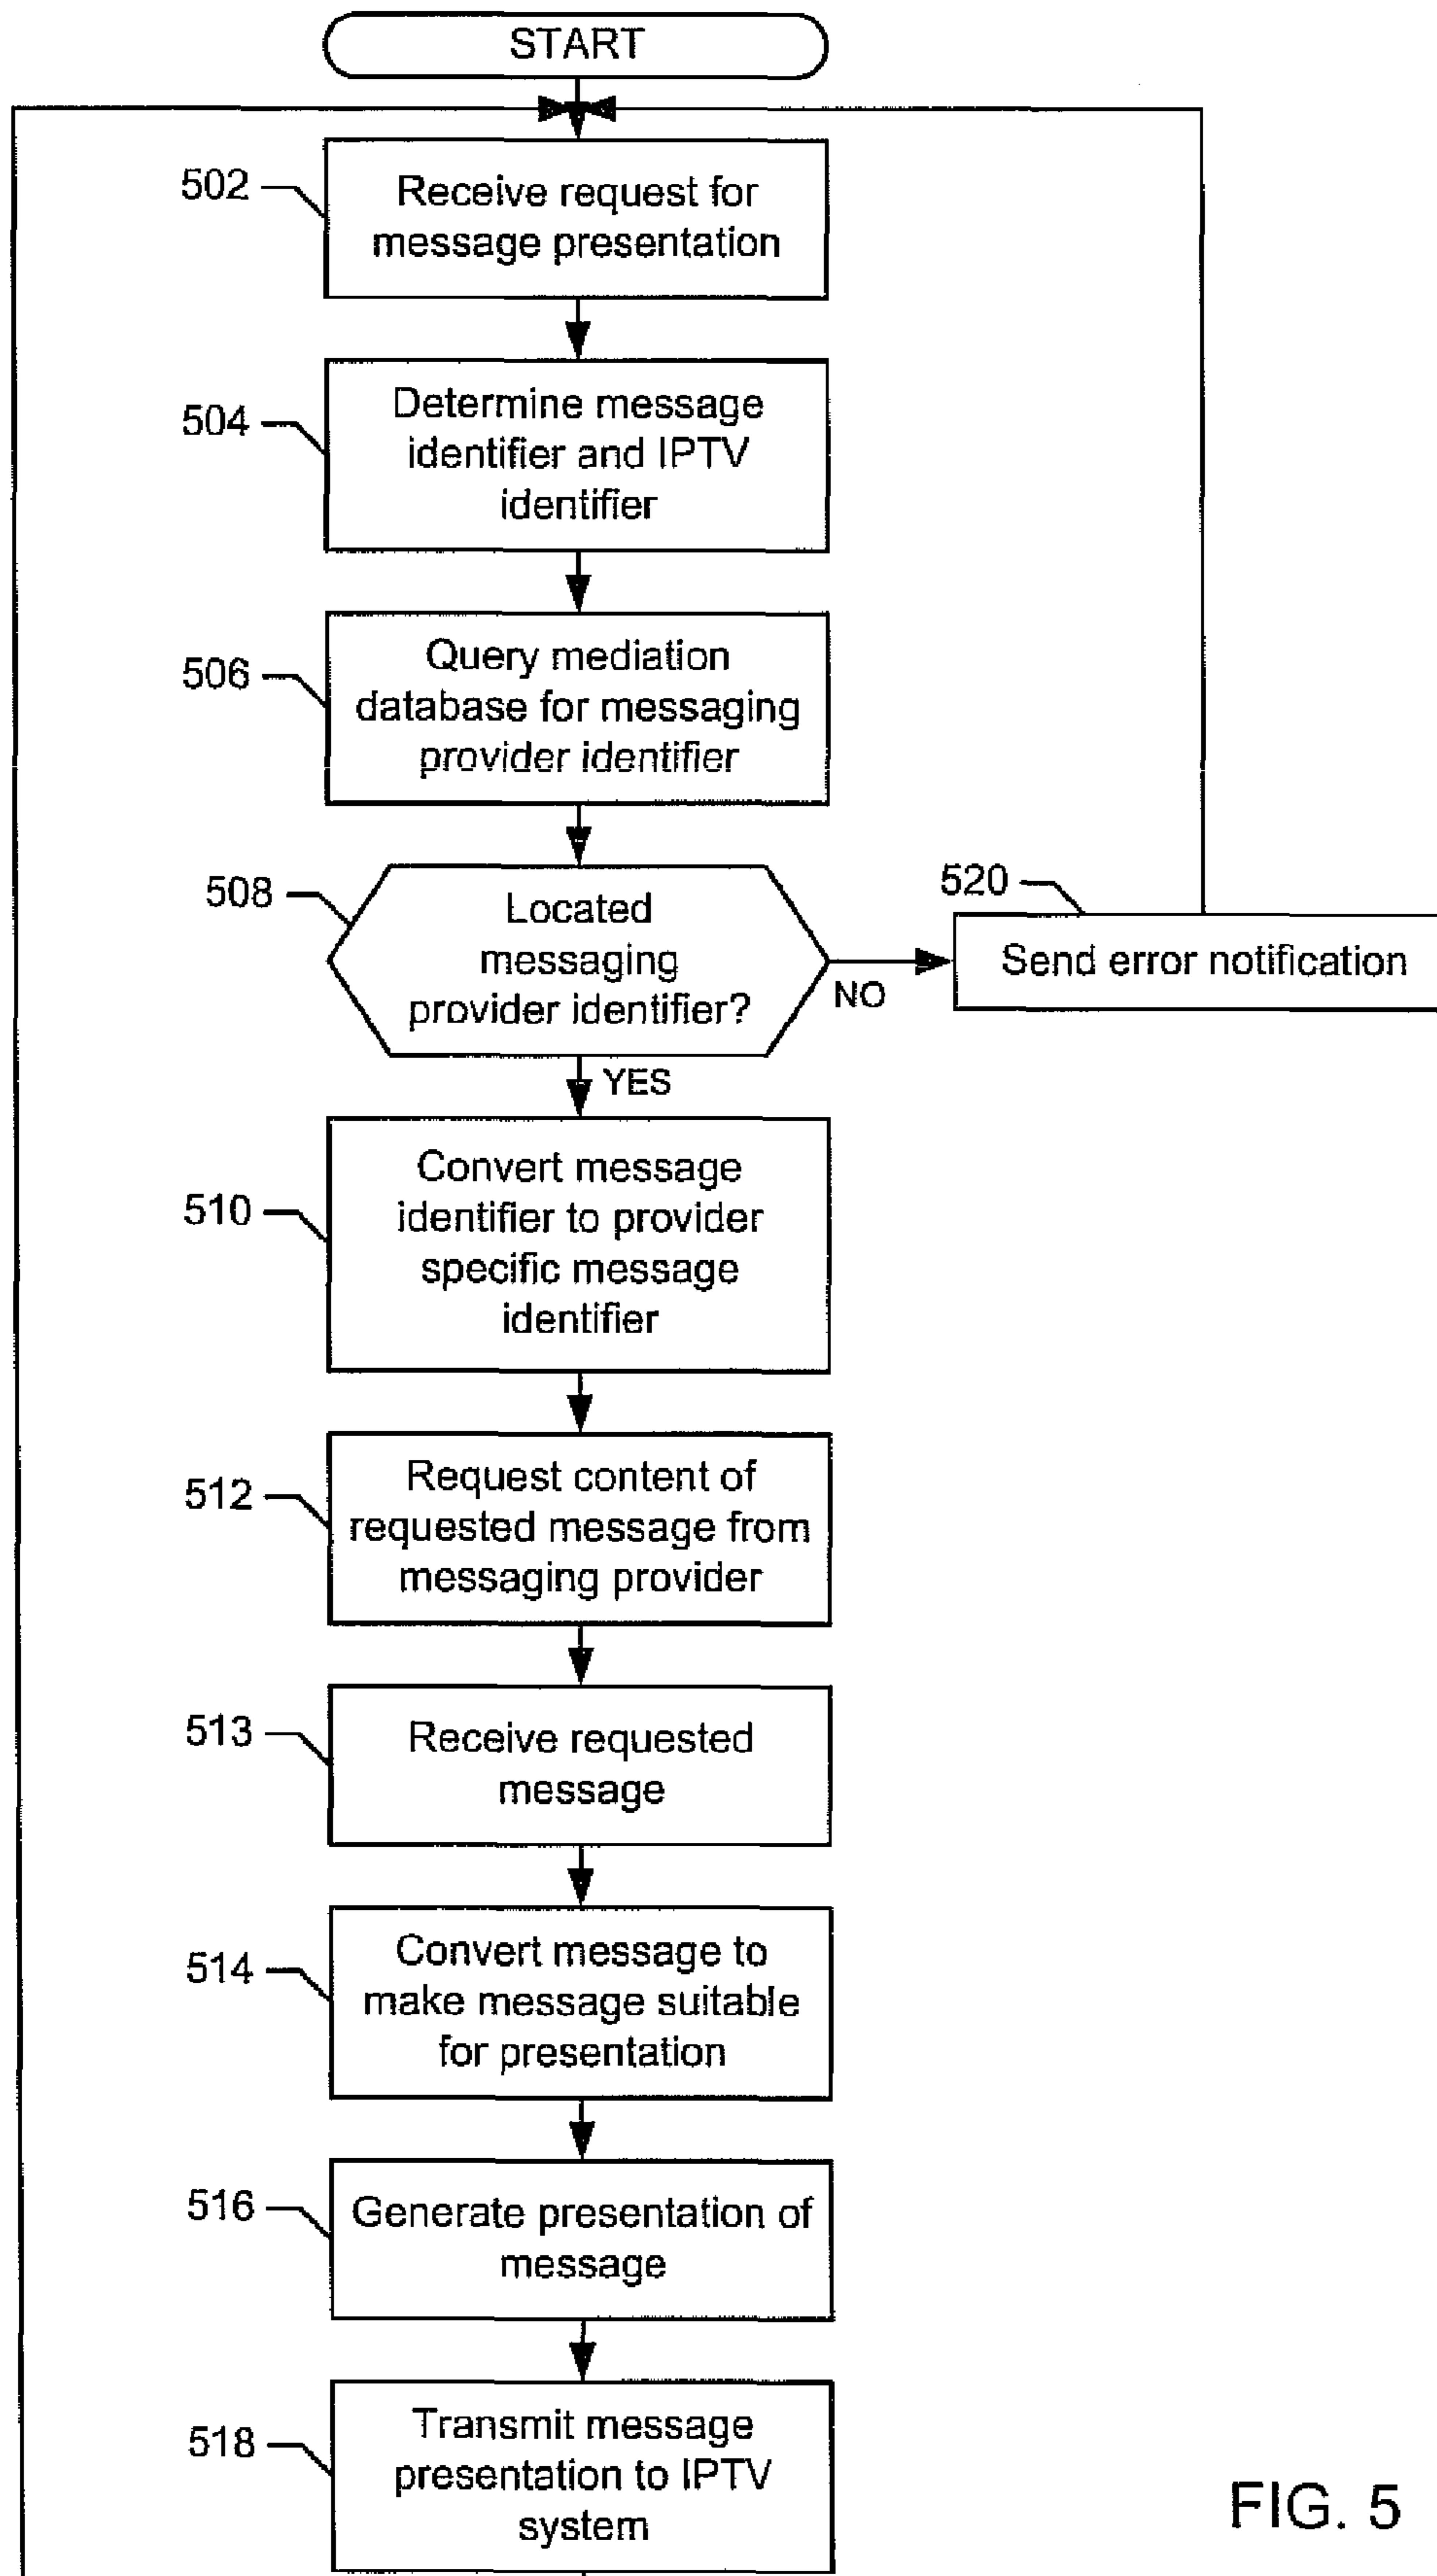 START
502
Receive request for
message presentation
504
Determine message
identifier and IPTV
identifier
506
Query mediation
database for messaging
provider identifier
508
Located
messaging
provider identifier?
NO
520
Send error notification
YES
510
Convert message
identifier to provider
specific message
identifier
512
Request content of
requested message from
messaging provider
513
Receive requested
message
514
Convert message to
make message suitable
for presentation
516
Generate presentation of
message
518
Transmit message
presentation to IPTV
system
FIG. 5